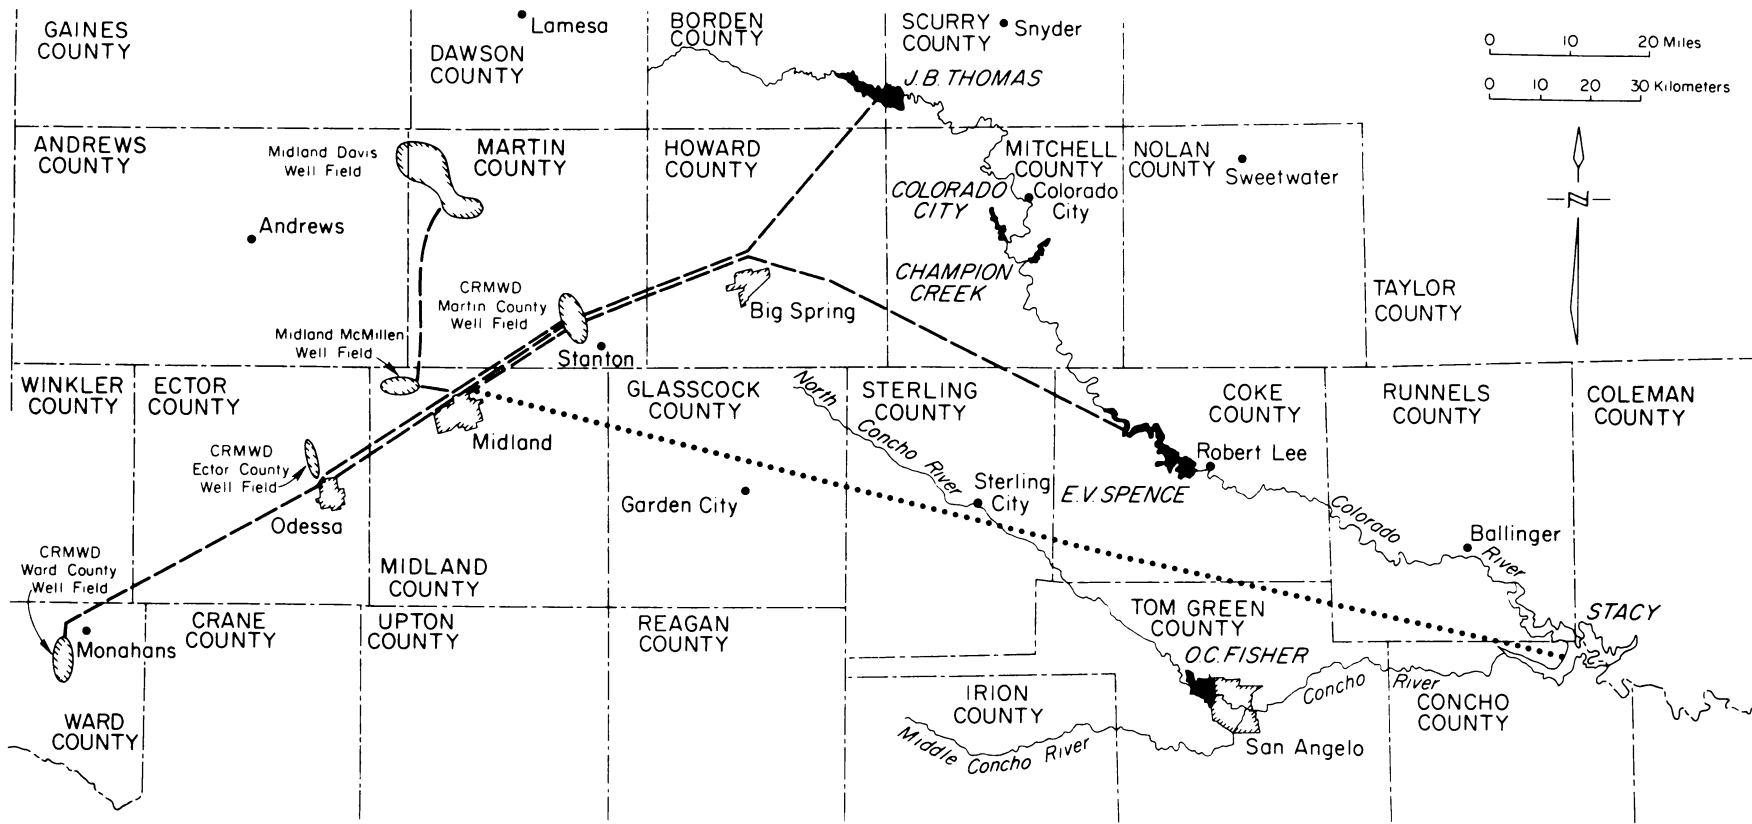 GAINES
COUNTY
Lamesa
DAWSON
COUNTY
BORDEN
COUNTY
SCURRY
COUNTY
Snyder
J.B. THOMAS
0 10 20 Miles
0 10 20 30 Kilometers
ANDREWS
COUNTY
Midland Davis
Well Field
MARTIN
COUNTY
HOWARD
COUNTY
MITCHELL
COUNTY
NOLAN
COUNTY
Sweetwater
COLORADO
CITY
Colorado
City
N
Andrews
CHAMPION
CREEK
CRMWD
Martin County
Well Field
Big Spring
TAYLOR
COUNTY
Midland McMillen
Well Field
Stanton
WINKLER
COUNTY
ECTOR
COUNTY
GLASSCOCK
COUNTY
STERLING
COUNTY
COKE
COUNTY
RUNNELS
COUNTY
COLEMAN
COUNTY
North Concho River
Midland
CRMWD
Ector County
Well Field
Robert Lee
E.V. SPENCE
Sterling
City
Garden City
Odessa
Colorado River
Ballinger
CRMWD
Ward County
Well Field
MIDLAND
COUNTY
CRANE
COUNTY
UPTON
COUNTY
REAGAN
COUNTY
TOM GREEN
COUNTY
STACY
Monahans
O.C. FISHER
IRION
COUNTY
Concho River
CONCHO
COUNTY
WARD
COUNTY
Middle Concho River
San Angelo